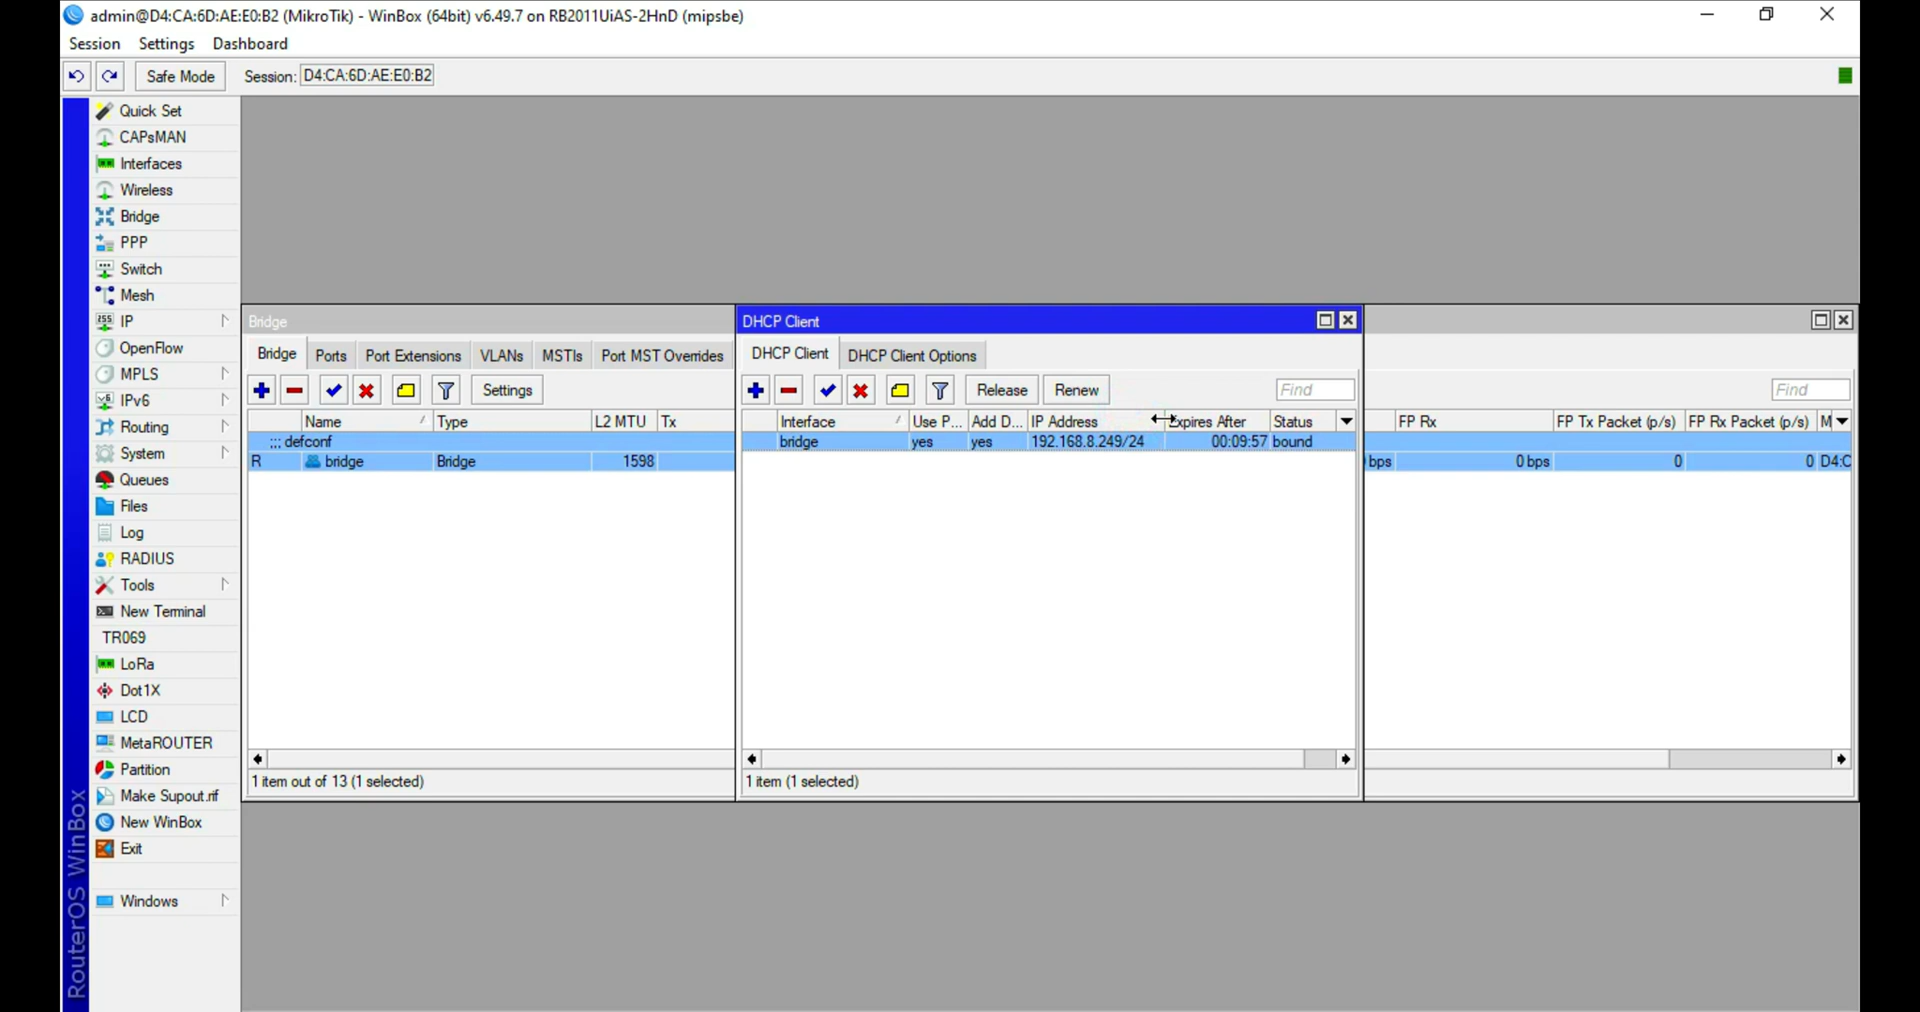 admin@D4:CA:6D:AE:E0:B2 (MikroTik) - WinBox (64bit) v6.49.7 on RB2011UiAS-2HnD (mipsbe)
Session Settings Dashboard
Safe Mode Session: D4:CA:6D:AE:E0:B2
Quick Set
CAPsMAN
Interfaces
Wireless
Bridge
PPP
Switch
Mesh
IP
OpenFlow
MPLS
IPv6
Routing
System
Queues
Files
Log
RADIUS
Tools
New Terminal
TR069
LoRa
Dot1X
LCD
MetaROUTER
Partition
Make Supout.rif
New WinBox
Exit
Windows
RouterOS WinBox
Bridge
Bridge Ports Port Extensions VLANs MSTIs Port MST Overrides
Settings
Name Type L2 MTU Tx
;;; defconf
R bridge Bridge 1598
1 item out of 13 (1 selected)
DHCP Client
DHCP Client DHCP Client Options
Release Renew Find
Interface Use P... Add D... IP Address Expires After Status
bridge yes yes 192.168.8.249/24 00:09:57 bound
1 item (1 selected)
Find
FP Rx FP Tx Packet (p/s) FP Rx Packet (p/s) M
bps 0 bps 0 0 D4:C